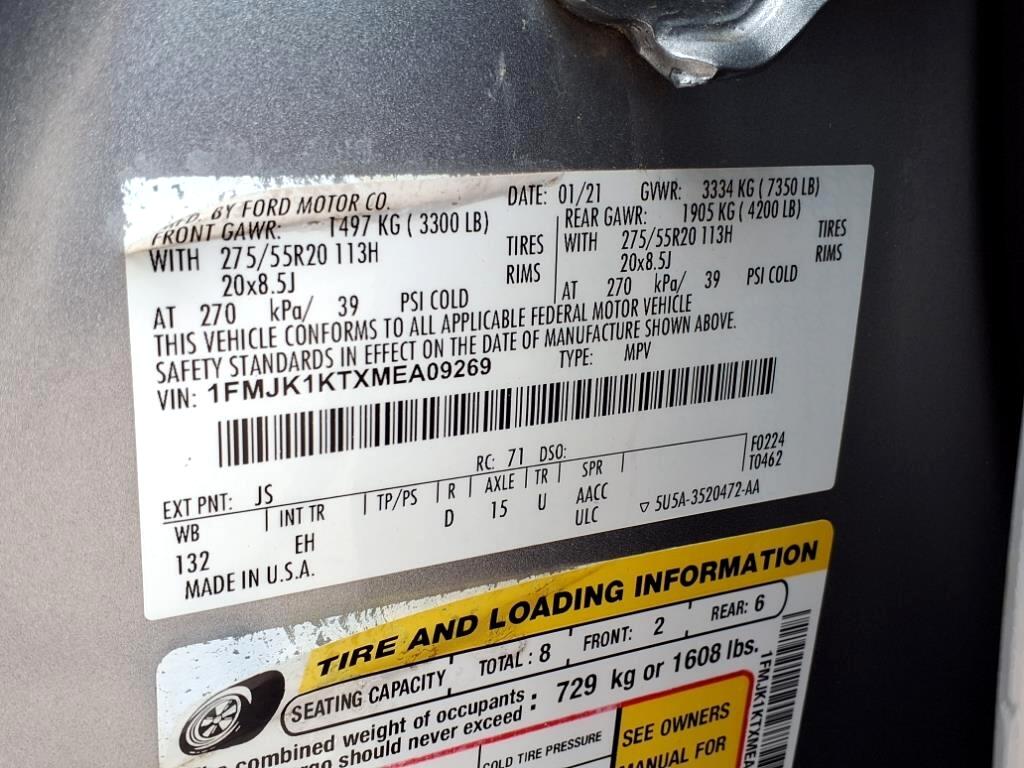 BY FORD MOTOR CO. DATE: 01/21 GVWR: 3334 KG ( 7350 LB)
FRONT GAWR: 1497 KG ( 3300 LB) REAR GAWR: 1905 KG ( 4200 LB)
WITH 275/55R20 113H TIRES WITH 275/55R20 113H TIRES
20x8.5J RIMS 20x8.5J RIMS
AT 270 kPa/ 39 PSI COLD AT 270 kPa/ 39 PSI COLD
THIS VEHICLE CONFORMS TO ALL APPLICABLE FEDERAL MOTOR VEHICLE
SAFETY STANDARDS IN EFFECT ON THE DATE OF MANUFACTURE SHOWN ABOVE.
VIN: 1FMJK1KTXMEA09269 TYPE: MPV
EXT PNT: JS RC: 71 DSO: F0224
WB INT TR TP/PS R AXLE TR SPR T0462
132 EH D 15 U AACC 5U5A-3520472-AA
ULC
MADE IN U.S.A.
TIRE AND LOADING INFORMATION
SEATING CAPACITY TOTAL : 8 FRONT: 2 REAR: 6
combined weight of occupants : 729 kg or 1608 lbs.
should never exceed
COLD TIRE PRESSURE SEE OWNERS
MANUAL FOR
1FMJK1KTXMEA